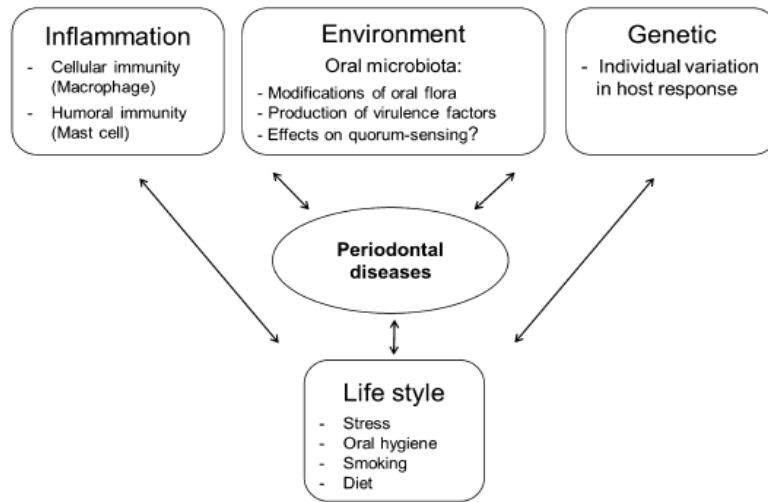 Inflammation
- Cellular immunity
(Macrophage)
- Humoral immunity
(Mast cell)
Environment
Oral microbiota:
- Modifications of oral flora
- Production of virulence factors
- Effects on quorum-sensing?
Genetic
- Individual variation
in host response
Periodontal
diseases
Life style
- Stress
- Oral hygiene
- Smoking
- Diet